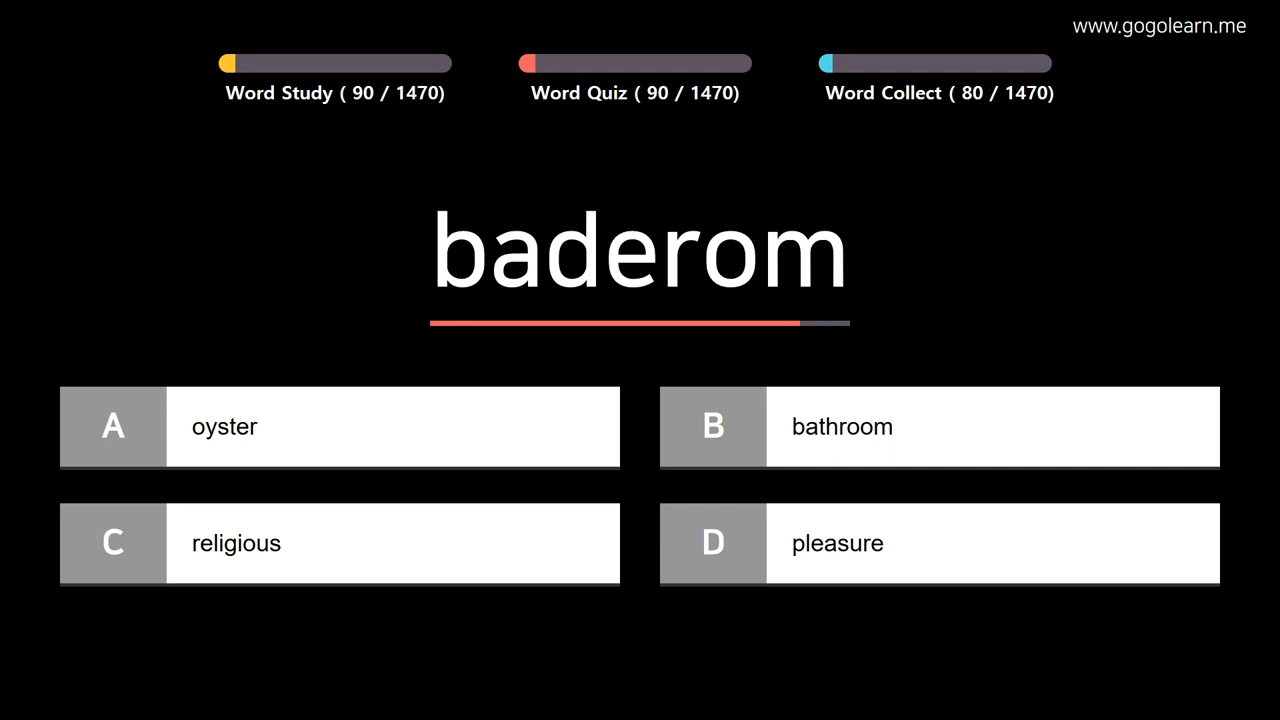 www.gogolearn.me
Word Study ( 90 / 1470)
Word Quiz ( 90 / 1470)
Word Collect ( 80 / 1470)
baderom
A oyster
B bathroom
C religious
D pleasure